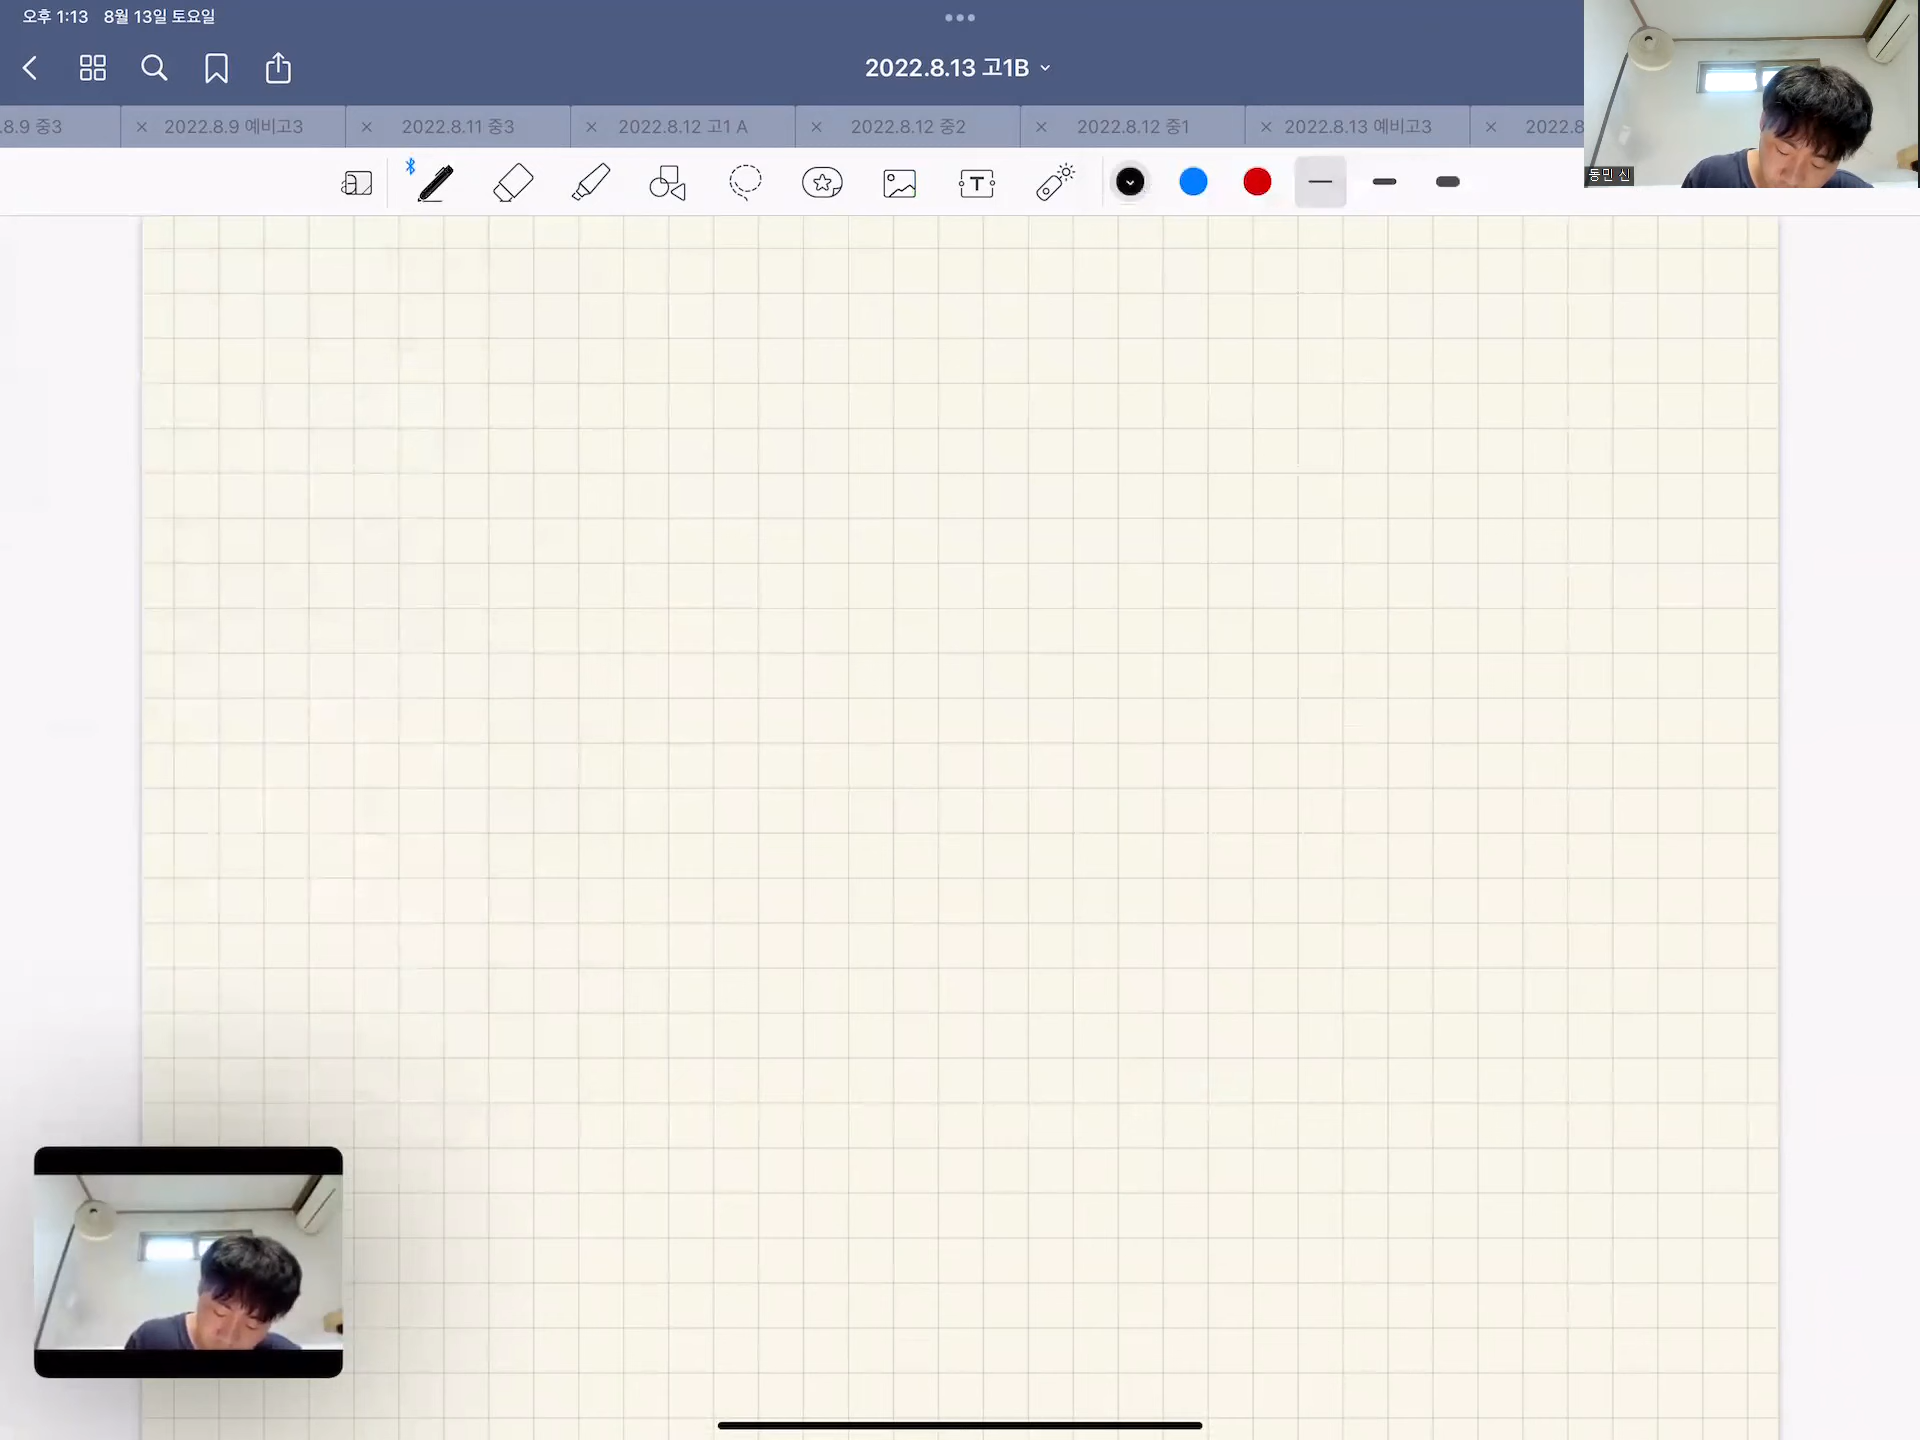 오후 1:13 8월 13일 토요일
2022.8.13 고1B
.8.9 중3
2022.8.9 예비고3
2022.8.11 중3
2022.8.12 고1 A
2022.8.12 중2
2022.8.12 중1
2022.8.13 예비고3
2022.8
동민 신